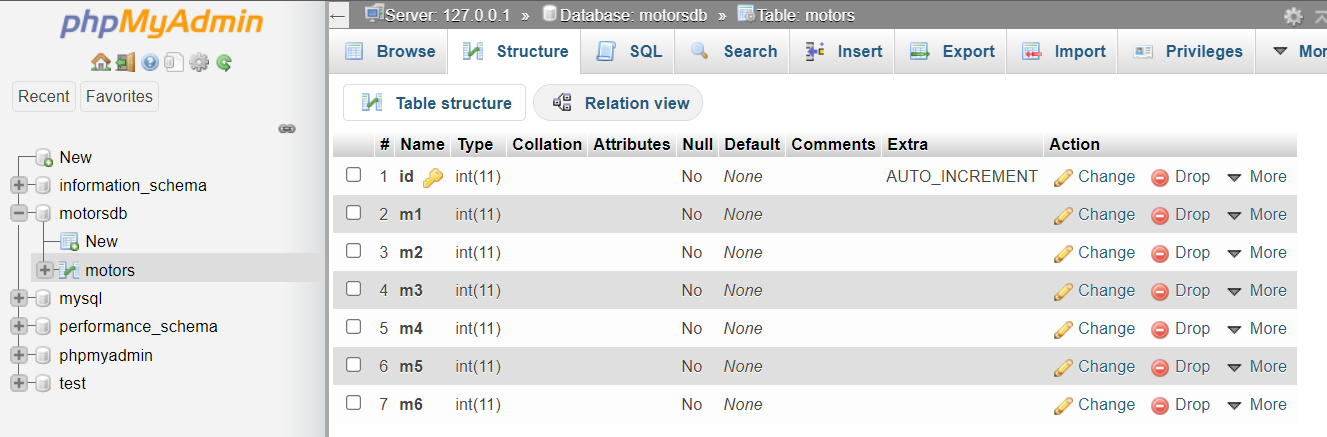 phpMyAdmin
Recent Favorites
New
information_schema
motorsdb
New
motors
mysql
performance_schema
phpmyadmin
test
Server: 127.0.0.1 » Database: motorsdb » Table: motors
Browse Structure SQL Search Insert Export Import Privileges Mor
Table structure Relation view
# Name Type Collation Attributes Null Default Comments Extra Action
1 id int(11) No None AUTO_INCREMENT Change Drop More
2 m1 int(11) No None Change Drop More
3 m2 int(11) No None Change Drop More
4 m3 int(11) No None Change Drop More
5 m4 int(11) No None Change Drop More
6 m5 int(11) No None Change Drop More
7 m6 int(11) No None Change Drop More